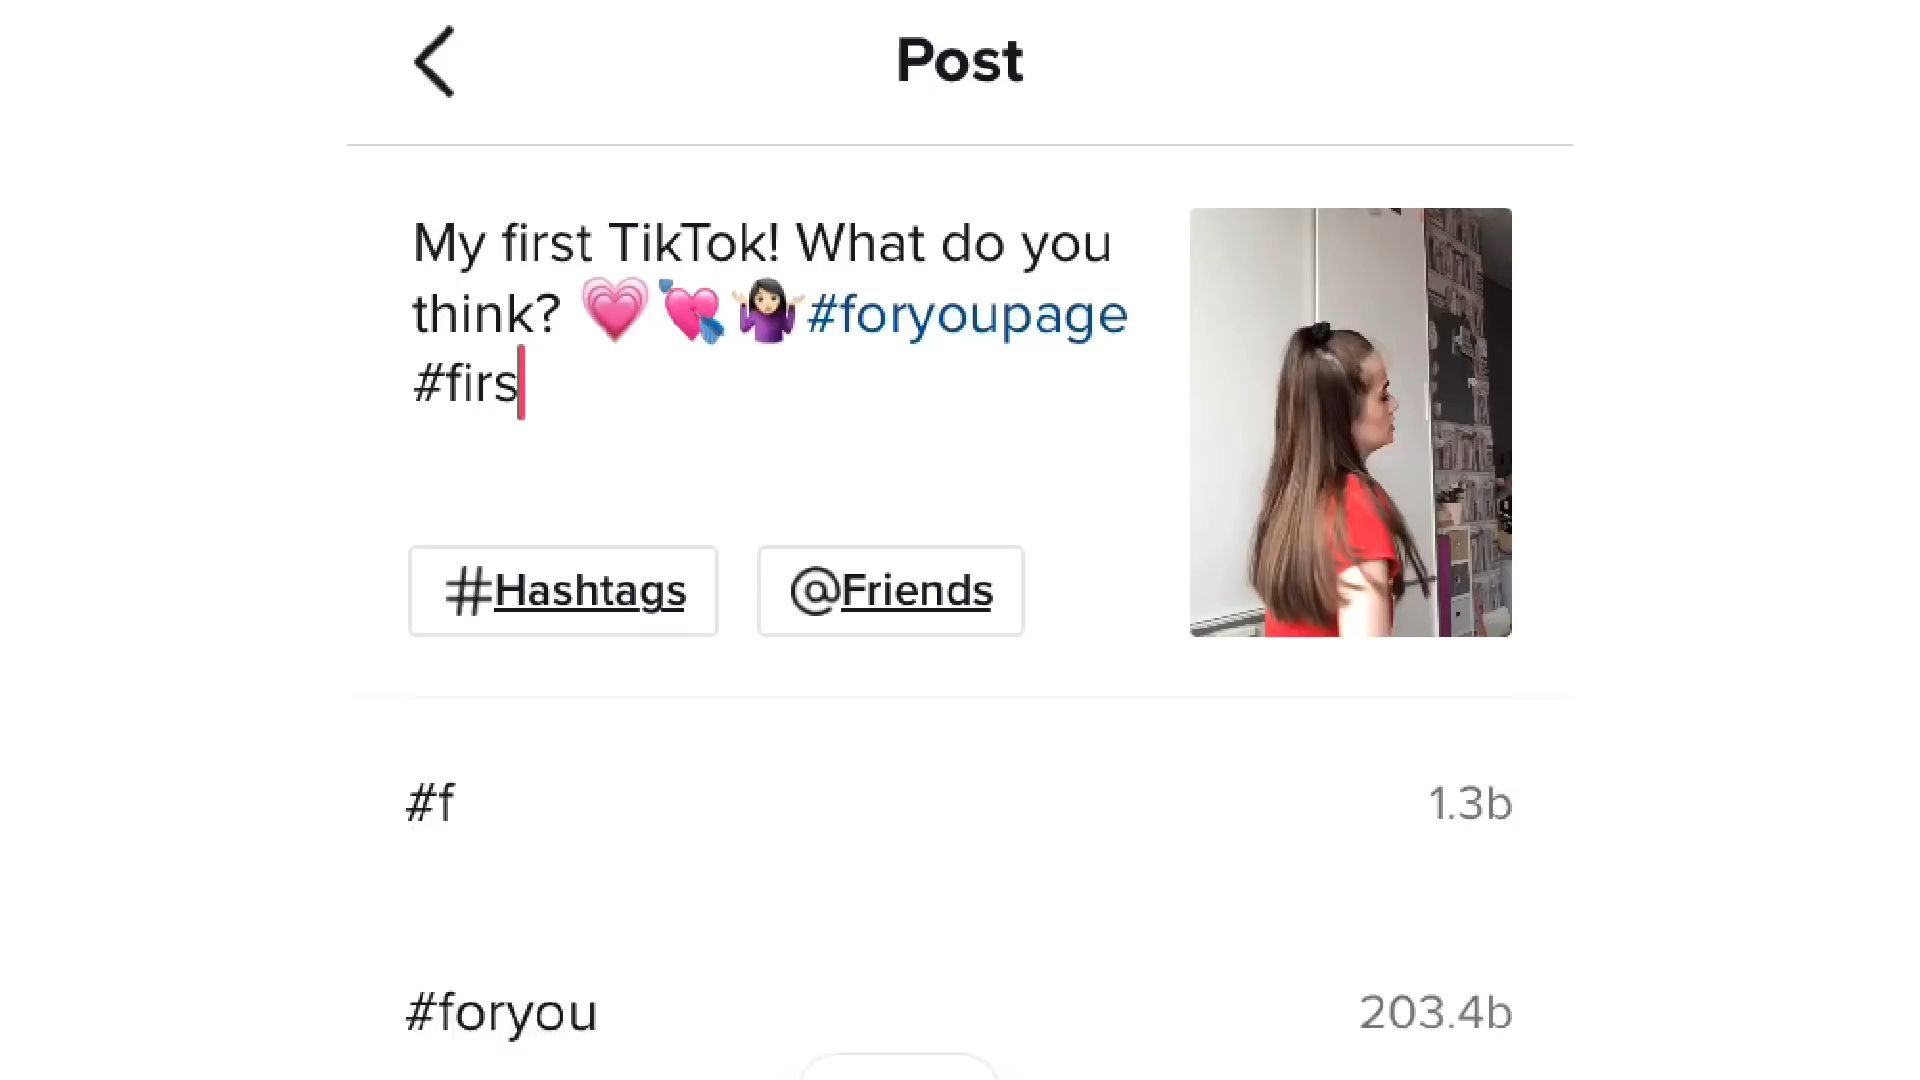 Post
My first TikTok! What do you
think? 💗💘🤷🏻‍♀️#foryoupage
#firs
#Hashtags
@Friends
#f 1.3b
#foryou 203.4b